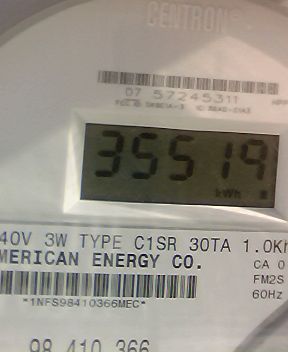 CENTRON®
07 57245311
35519
kWh
40V 3W TYPE C1SR 30TA 1.0Kh
MERICAN ENERGY CO.
CA 0
FM2S
60Hz
*1NFS98410366MEC*
98 410 366